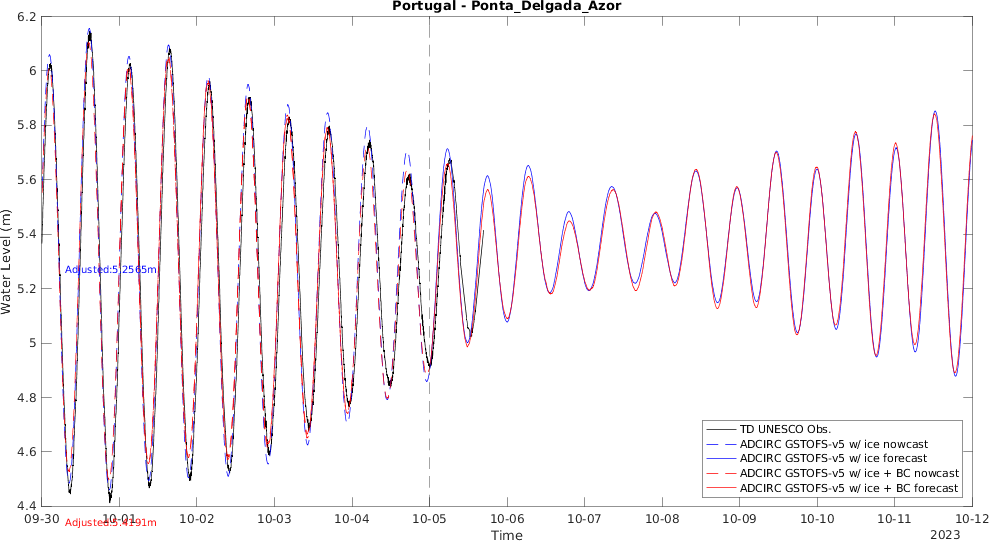 Portugal - Ponta_Delgada_Azor
6.2
6
5.8
5.6
5.4
5.2
5
4.8
4.6
4.4
Water Level (m)
Adjusted:5.2565m
Adjusted:5.4191m
TD UNESCO Obs.
ADCIRC GSTOFS-v5 w/ ice nowcast
ADCIRC GSTOFS-v5 w/ ice forecast
ADCIRC GSTOFS-v5 w/ ice + BC nowcast
ADCIRC GSTOFS-v5 w/ ice + BC forecast
09-30 10-01 10-02 10-03 10-04 10-05 10-06 10-07 10-08 10-09 10-10 10-11 10-12
Time
2023